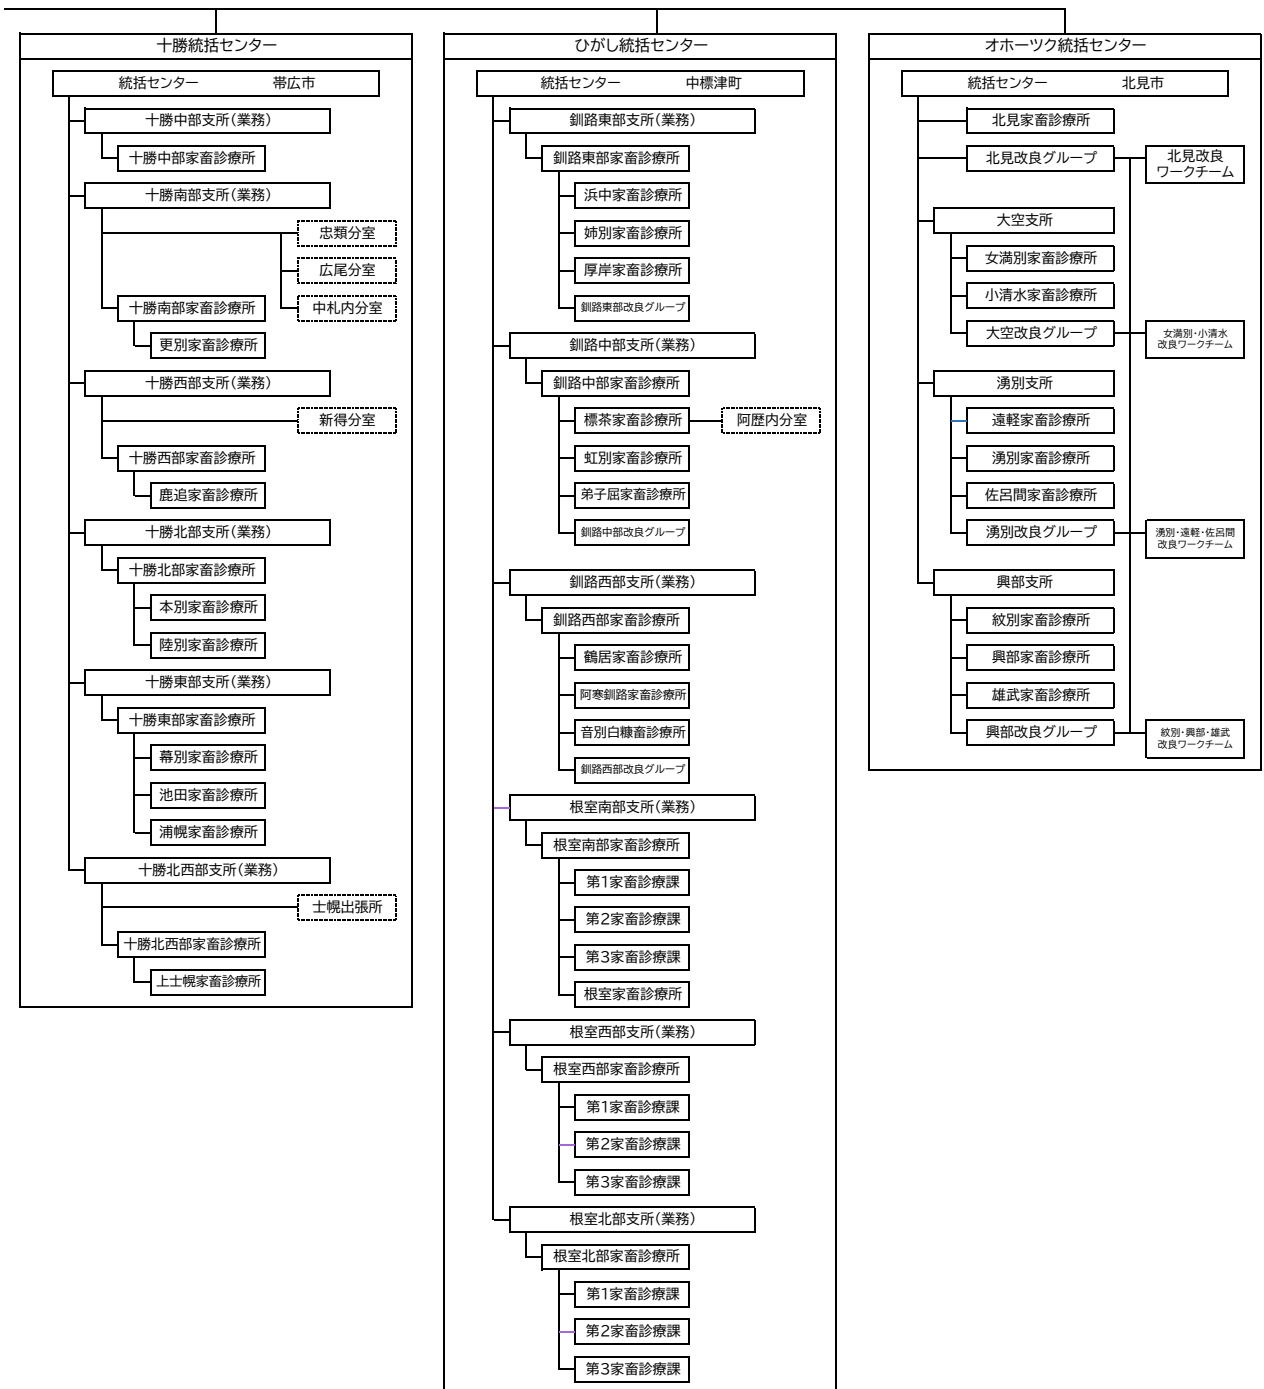 十勝統括センター
統括センター 帯広市
十勝中部支所(業務)
十勝中部家畜診療所
十勝南部支所(業務)
忠類分室
広尾分室
十勝南部家畜診療所 中札内分室
更別家畜診療所
十勝西部支所(業務)
新得分室
十勝西部家畜診療所
鹿追家畜診療所
十勝北部支所(業務)
十勝北部家畜診療所
本別家畜診療所
陸別家畜診療所
十勝東部支所(業務)
十勝東部家畜診療所
幕別家畜診療所
池田家畜診療所
浦幌家畜診療所
十勝北西部支所(業務)
士幌出張所
十勝北西部家畜診療所
上士幌家畜診療所
ひがし統括センター
統括センター 中標津町
釧路東部支所(業務)
釧路東部家畜診療所
浜中家畜診療所
姉別家畜診療所
厚岸家畜診療所
釧路東部改良グループ
釧路中部支所(業務)
釧路中部家畜診療所
標茶家畜診療所 阿歴内分室
虹別家畜診療所
弟子屈家畜診療所
釧路中部改良グループ
釧路西部支所(業務)
釧路西部家畜診療所
鶴居家畜診療所
阿寒釧路家畜診療所
音別白糠畜診療所
釧路西部改良グループ
根室南部支所(業務)
根室南部家畜診療所
第1家畜診療課
第2家畜診療課
第3家畜診療課
根室家畜診療所
根室西部支所(業務)
根室西部家畜診療所
第1家畜診療課
第2家畜診療課
第3家畜診療課
根室北部支所(業務)
根室北部家畜診療所
第1家畜診療課
第2家畜診療課
第3家畜診療課
オホーツク統括センター
統括センター 北見市
北見家畜診療所
北見改良グループ
北見改良
ワークチーム
大空支所
女満別家畜診療所
小清水家畜診療所
大空改良グループ
女満別・小清水
改良ワークチーム
湧別支所
遠軽家畜診療所
湧別家畜診療所
佐呂間家畜診療所
湧別改良グループ
湧別・遠軽・佐呂間
改良ワークチーム
興部支所
紋別家畜診療所
興部家畜診療所
雄武家畜診療所
興部改良グループ
紋別・興部・雄武
改良ワークチーム